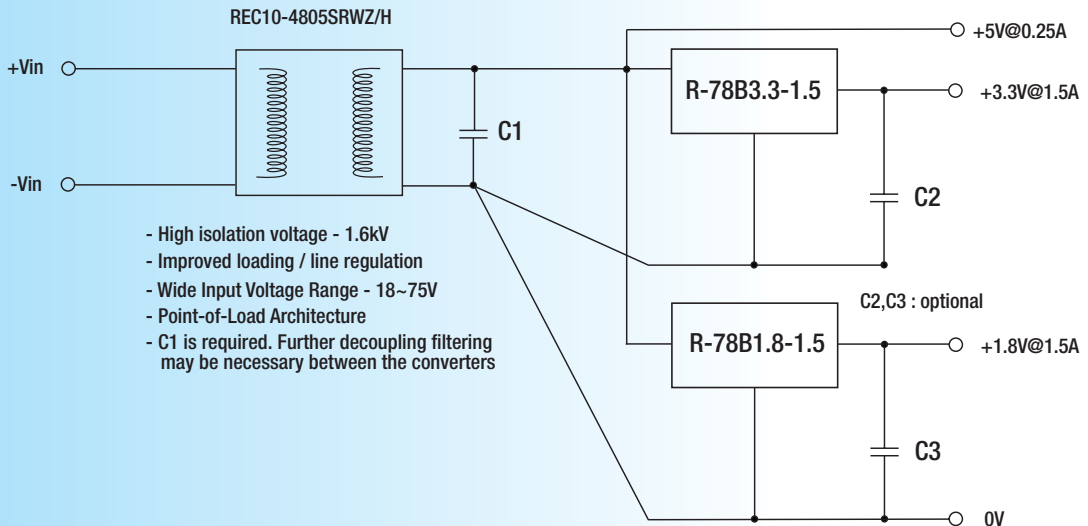 REC10-4805SRWZ/H
+Vin
-Vin
C1
R-78B3.3-1.5
+5V@0.25A
+3.3V@1.5A
C2
- High isolation voltage - 1.6kV
- Improved loading / line regulation
- Wide Input Voltage Range - 18~75V
- Point-of-Load Architecture
- C1 is required. Further decoupling filtering
may be necessary between the converters
C2,C3 : optional
R-78B1.8-1.5
+1.8V@1.5A
C3
0V